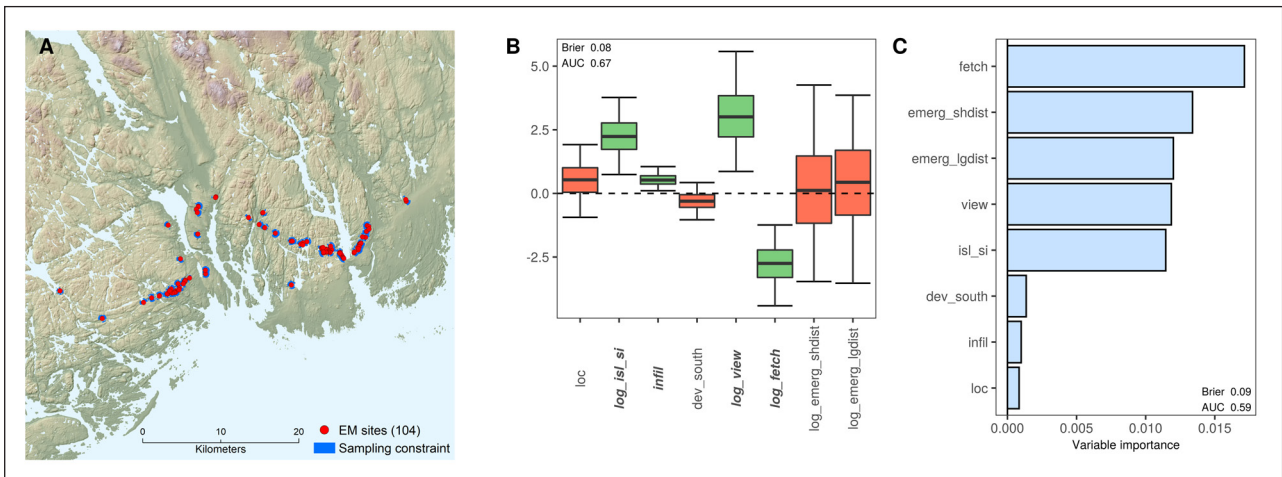 A
0 10 20
Kilometers
EM sites (104)
Sampling constraint
B
Brier 0.08
AUC 0.67
5.0
2.5
0.0
-2.5
loc
log_isl_si
infil
dev_south
log_view
log_fetch
log_emerg_shdist
log_emerg_lgdist
C
fetch
emerg_shdist
emerg_lgdist
view
isl_si
dev_south
infil
loc
Brier 0.09
AUC 0.59
0.000 0.005 0.010 0.015
Variable importance